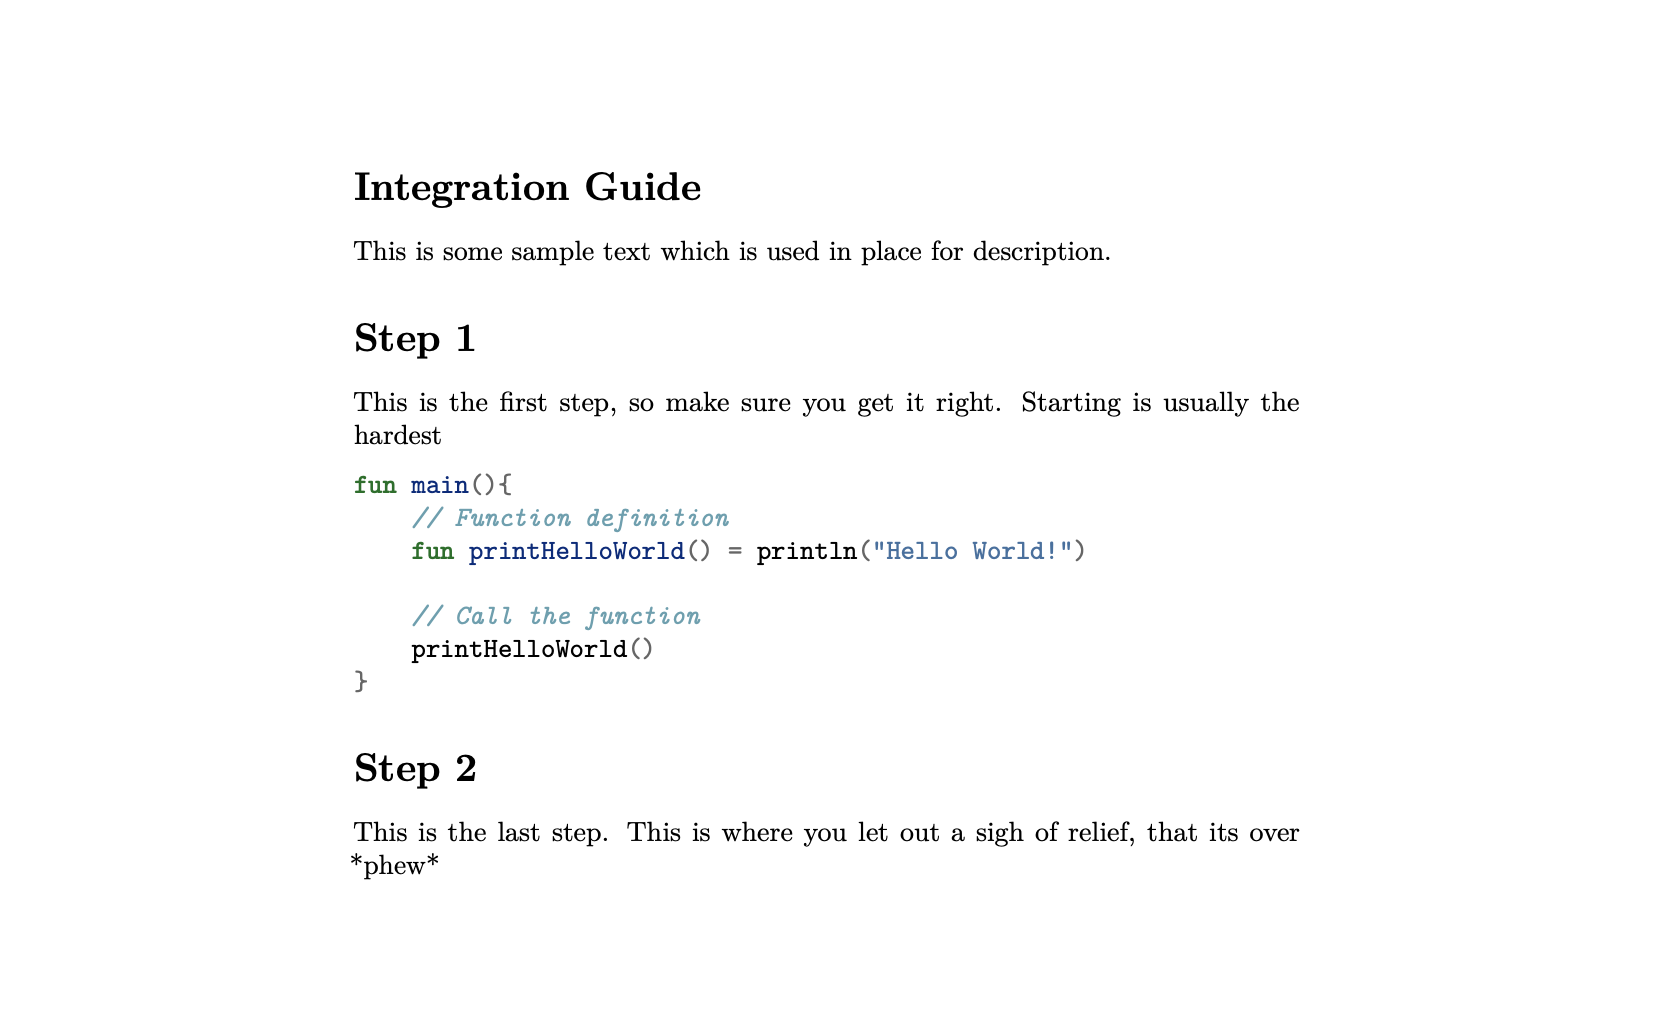 Integration Guide
This is some sample text which is used in place for description.
Step 1
This is the first step, so make sure you get it right. Starting is usually the
hardest
fun main(){
    // Function definition
    fun printHelloWorld() = println("Hello World!")

    // Call the function
    printHelloWorld()
}
Step 2
This is the last step. This is where you let out a sigh of relief, that its over
*phew*